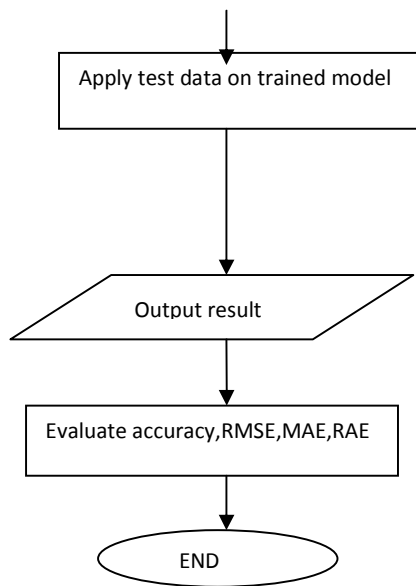 Apply test data on trained model
Output result
Evaluate accuracy,RMSE,MAE,RAE
END